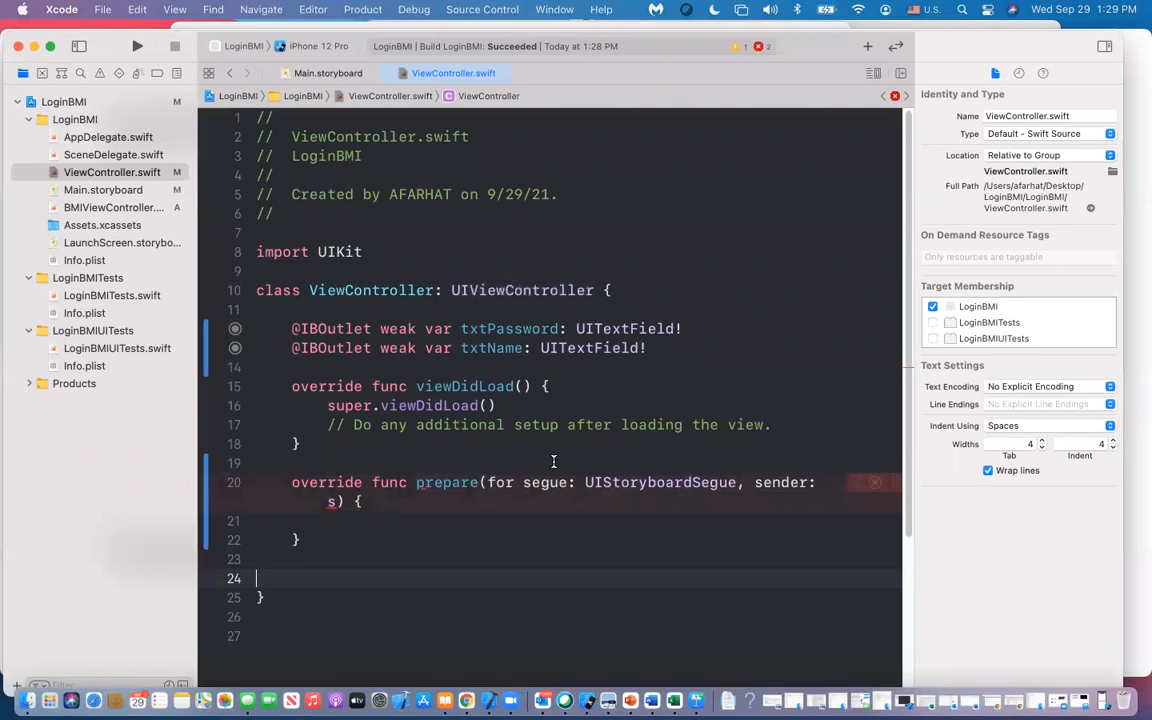 Xcode File Edit View Find Navigate Editor Product Debug Source Control Window Help U.S. Wed Sep 29 1:29 PM
LoginBMI iPhone 12 Pro LoginBMI | Build LoginBMI: Succeeded | Today at 1:28 PM 1 2
Main.storyboard ViewController.swift
LoginBMI LoginBMI ViewController.swift ViewController
LoginBMI M
LoginBMI
AppDelegate.swift
SceneDelegate.swift
ViewController.swift M
Main.storyboard M
BMIViewController.... A
Assets.xcassets
LaunchScreen.storybo...
Info.plist
LoginBMITests
LoginBMITests.swift
Info.plist
LoginBMIUITests
LoginBMIUITests.swift
Info.plist
Products
Filter
1 //
2 // ViewController.swift
3 // LoginBMI
4 //
5 // Created by AFARHAT on 9/29/21.
6 //
7
8 import UIKit
9
10 class ViewController: UIViewController {
11
12 @IBOutlet weak var txtPassword: UITextField!
13 @IBOutlet weak var txtName: UITextField!
14
15 override func viewDidLoad() {
16 super.viewDidLoad()
17 // Do any additional setup after loading the view.
18 }
19
20 override func prepare(for segue: UIStoryboardSegue, sender:
s) {
21
22 }
23
24
25 }
26
27
Identity and Type
Name ViewController.swift
Type Default - Swift Source
Location Relative to Group
ViewController.swift
Full Path /Users/afarhat/Desktop/
LoginBMI/LoginBMI/
ViewController.swift
On Demand Resource Tags
Only resources are taggable
Target Membership
LoginBMI
LoginBMITests
LoginBMIUITests
Text Settings
Text Encoding No Explicit Encoding
Line Endings No Explicit Line Endings
Indent Using Spaces
Widths 4 4
Tab Indent
Wrap lines